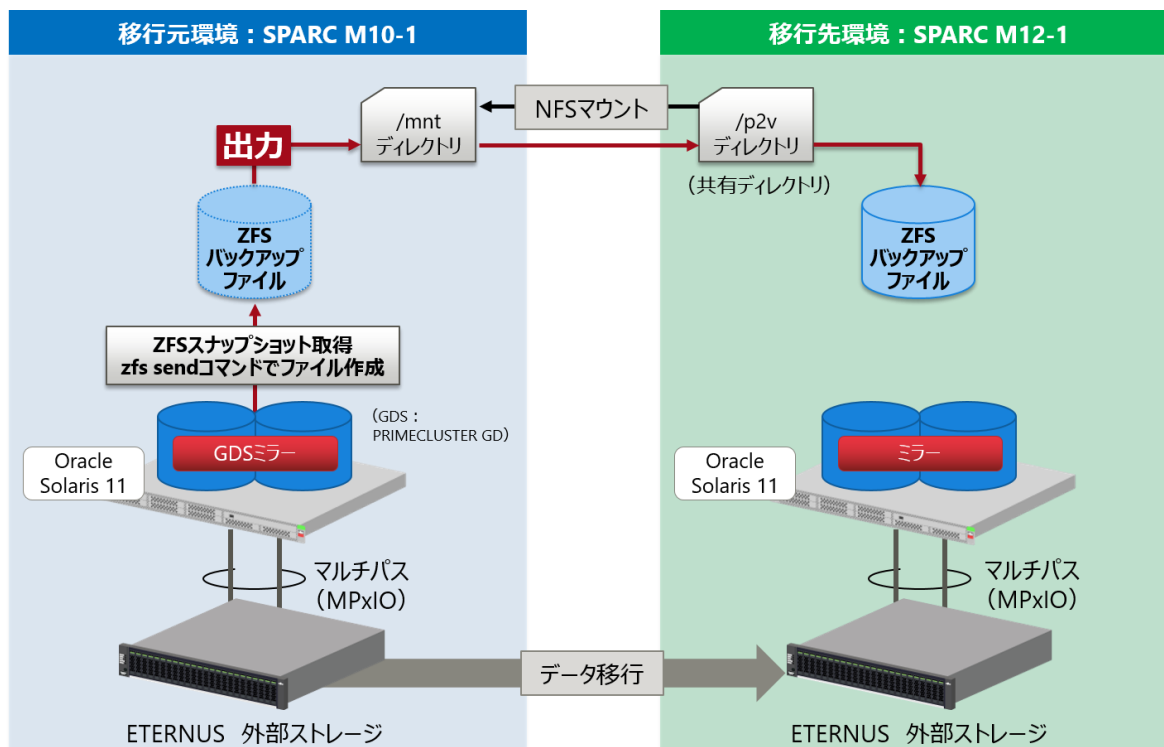 移行元環境：SPARC M10-1
移行先環境：SPARC M12-1
NFSマウント
/mnt
ディレクトリ
/p2v
ディレクトリ
（共有ディレクトリ）
出力
ZFS
バックアップ
ファイル
ZFS
バックアップ
ファイル
ZFSスナップショット取得
zfs sendコマンドでファイル作成
（GDS：
PRIMECLUSTER GD）
GDSミラー
ミラー
Oracle
Solaris 11
Oracle
Solaris 11
マルチパス
（MPxIO）
マルチパス
（MPxIO）
データ移行
ETERNUS 外部ストレージ
ETERNUS 外部ストレージ